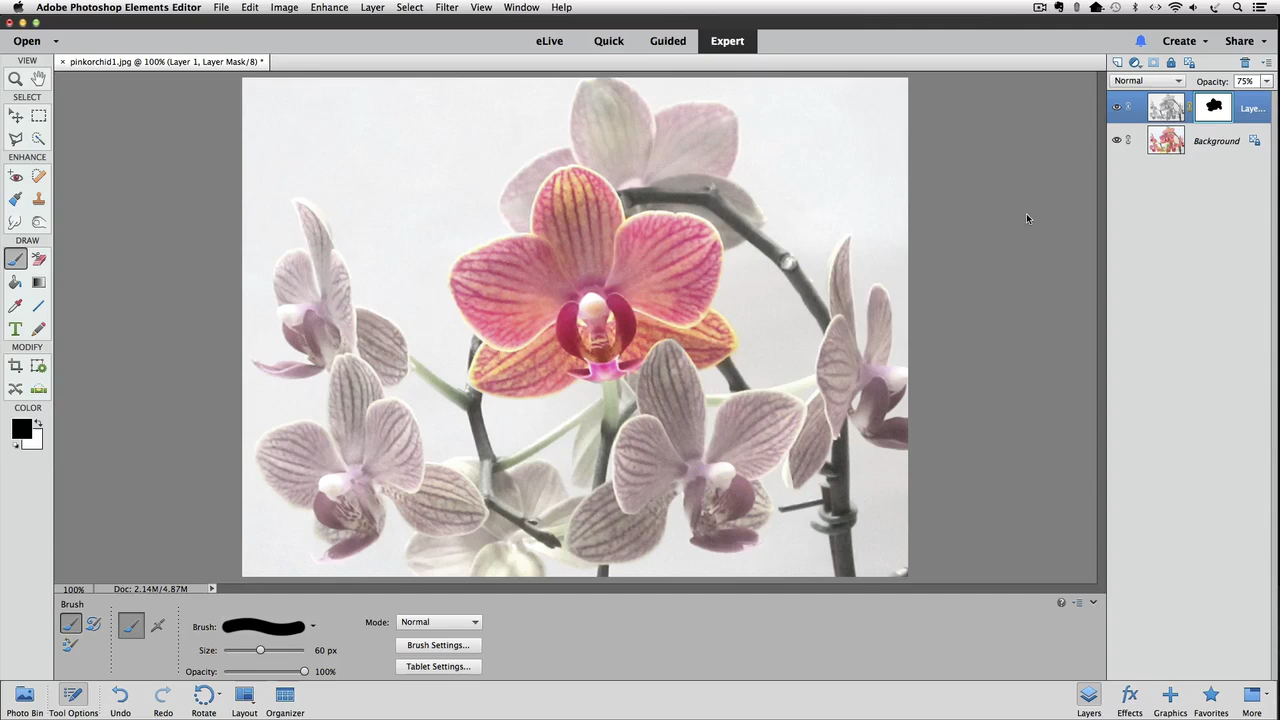 Adobe Photoshop Elements Editor File Edit Image Enhance Layer Select Filter View Window Help
Open eLive Quick Guided Expert Create Share
VIEW × pinkorchid1.jpg @ 100% (Layer 1, Layer Mask/8) *
Normal Opacity: 75%
SELECT
Laye...
Background
ENHANCE
DRAW
T
MODIFY
COLOR
100% Doc: 2.14M/4.87M
Brush
Brush: Mode: Normal
Size: 60 px Brush Settings...
Opacity: 100% Tablet Settings...
Photo Bin Tool Options Undo Redo Rotate Layout Organizer Layers Effects Graphics Favorites More